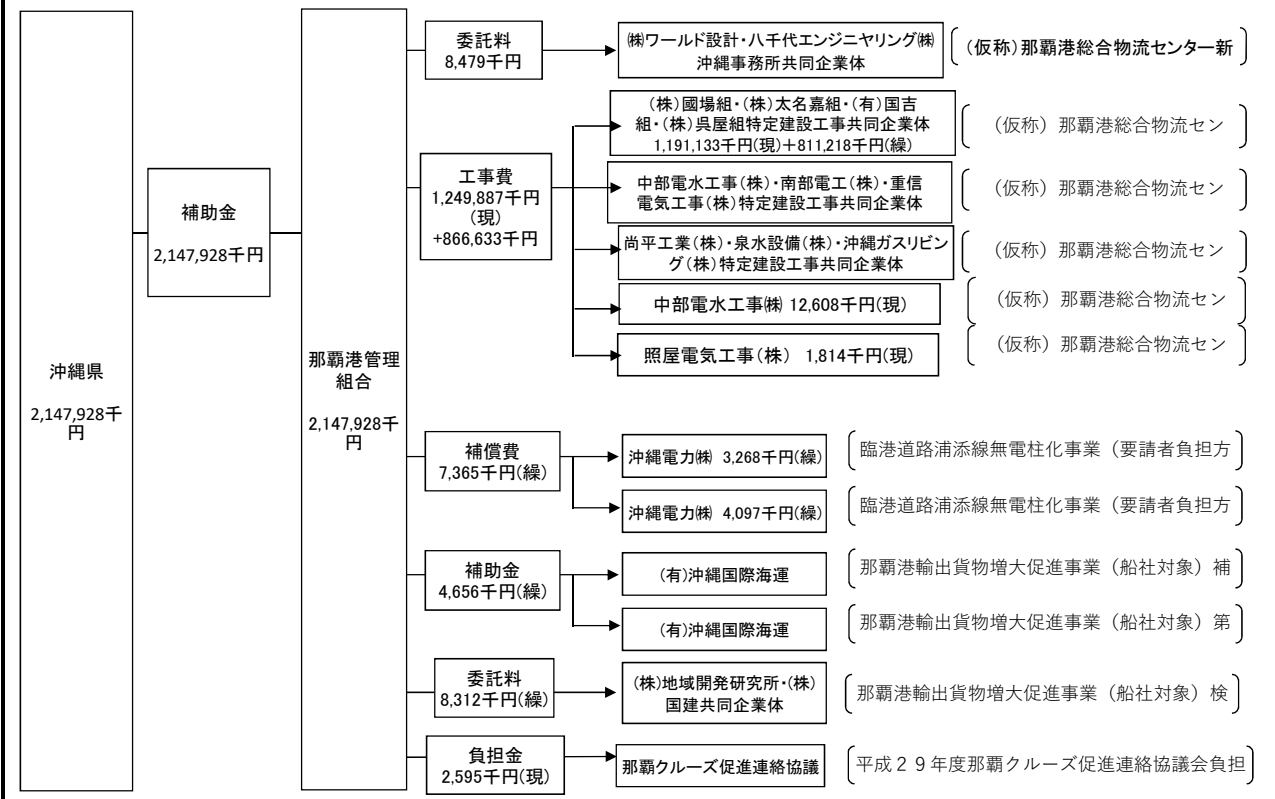 沖縄県
2,147,928千
円
補助金
2,147,928千円
那覇港管理
組合
2,147,928千
円
委託料
8,479千円
㈱ワールド設計・八千代エンジニヤリング㈱
沖縄事務所共同企業体
(仮称)那覇港総合物流センター新
工事費
1,249,887千円
(現)
+866,633千円
(株)國場組・(株)太名嘉組・(有)国吉
組・(株)呉屋組特定建設工事共同企業体
1,191,133千円(現)+811,218千円(繰)
(仮称)那覇港総合物流セン
中部電水工事(株)・南部電工(株)・重信
電気工事(株)特定建設工事共同企業体
(仮称)那覇港総合物流セン
尚平工業(株)・泉水設備(株)・沖縄ガスリビン
グ(株)特定建設工事共同企業体
(仮称)那覇港総合物流セン
中部電水工事㈱ 12,608千円(現)
(仮称)那覇港総合物流セン
照屋電気工事(株) 1,814千円(現)
(仮称)那覇港総合物流セン
補償費
7,365千円(繰)
沖縄電力㈱ 3,268千円(繰)
臨港道路浦添線無電柱化事業(要請者負担方
沖縄電力㈱ 4,097千円(繰)
臨港道路浦添線無電柱化事業(要請者負担方
補助金
4,656千円(繰)
(有)沖縄国際海運
那覇港輸出貨物増大促進事業(船社対象)補
(有)沖縄国際海運
那覇港輸出貨物増大促進事業(船社対象)第
委託料
8,312千円(繰)
(株)地域開発研究所・(株)
国建共同企業体
那覇港輸出貨物増大促進事業(船社対象)検
負担金
2,595千円(現)
那覇クルーズ促進連絡協議
平成29年度那覇クルーズ促進連絡協議会負担